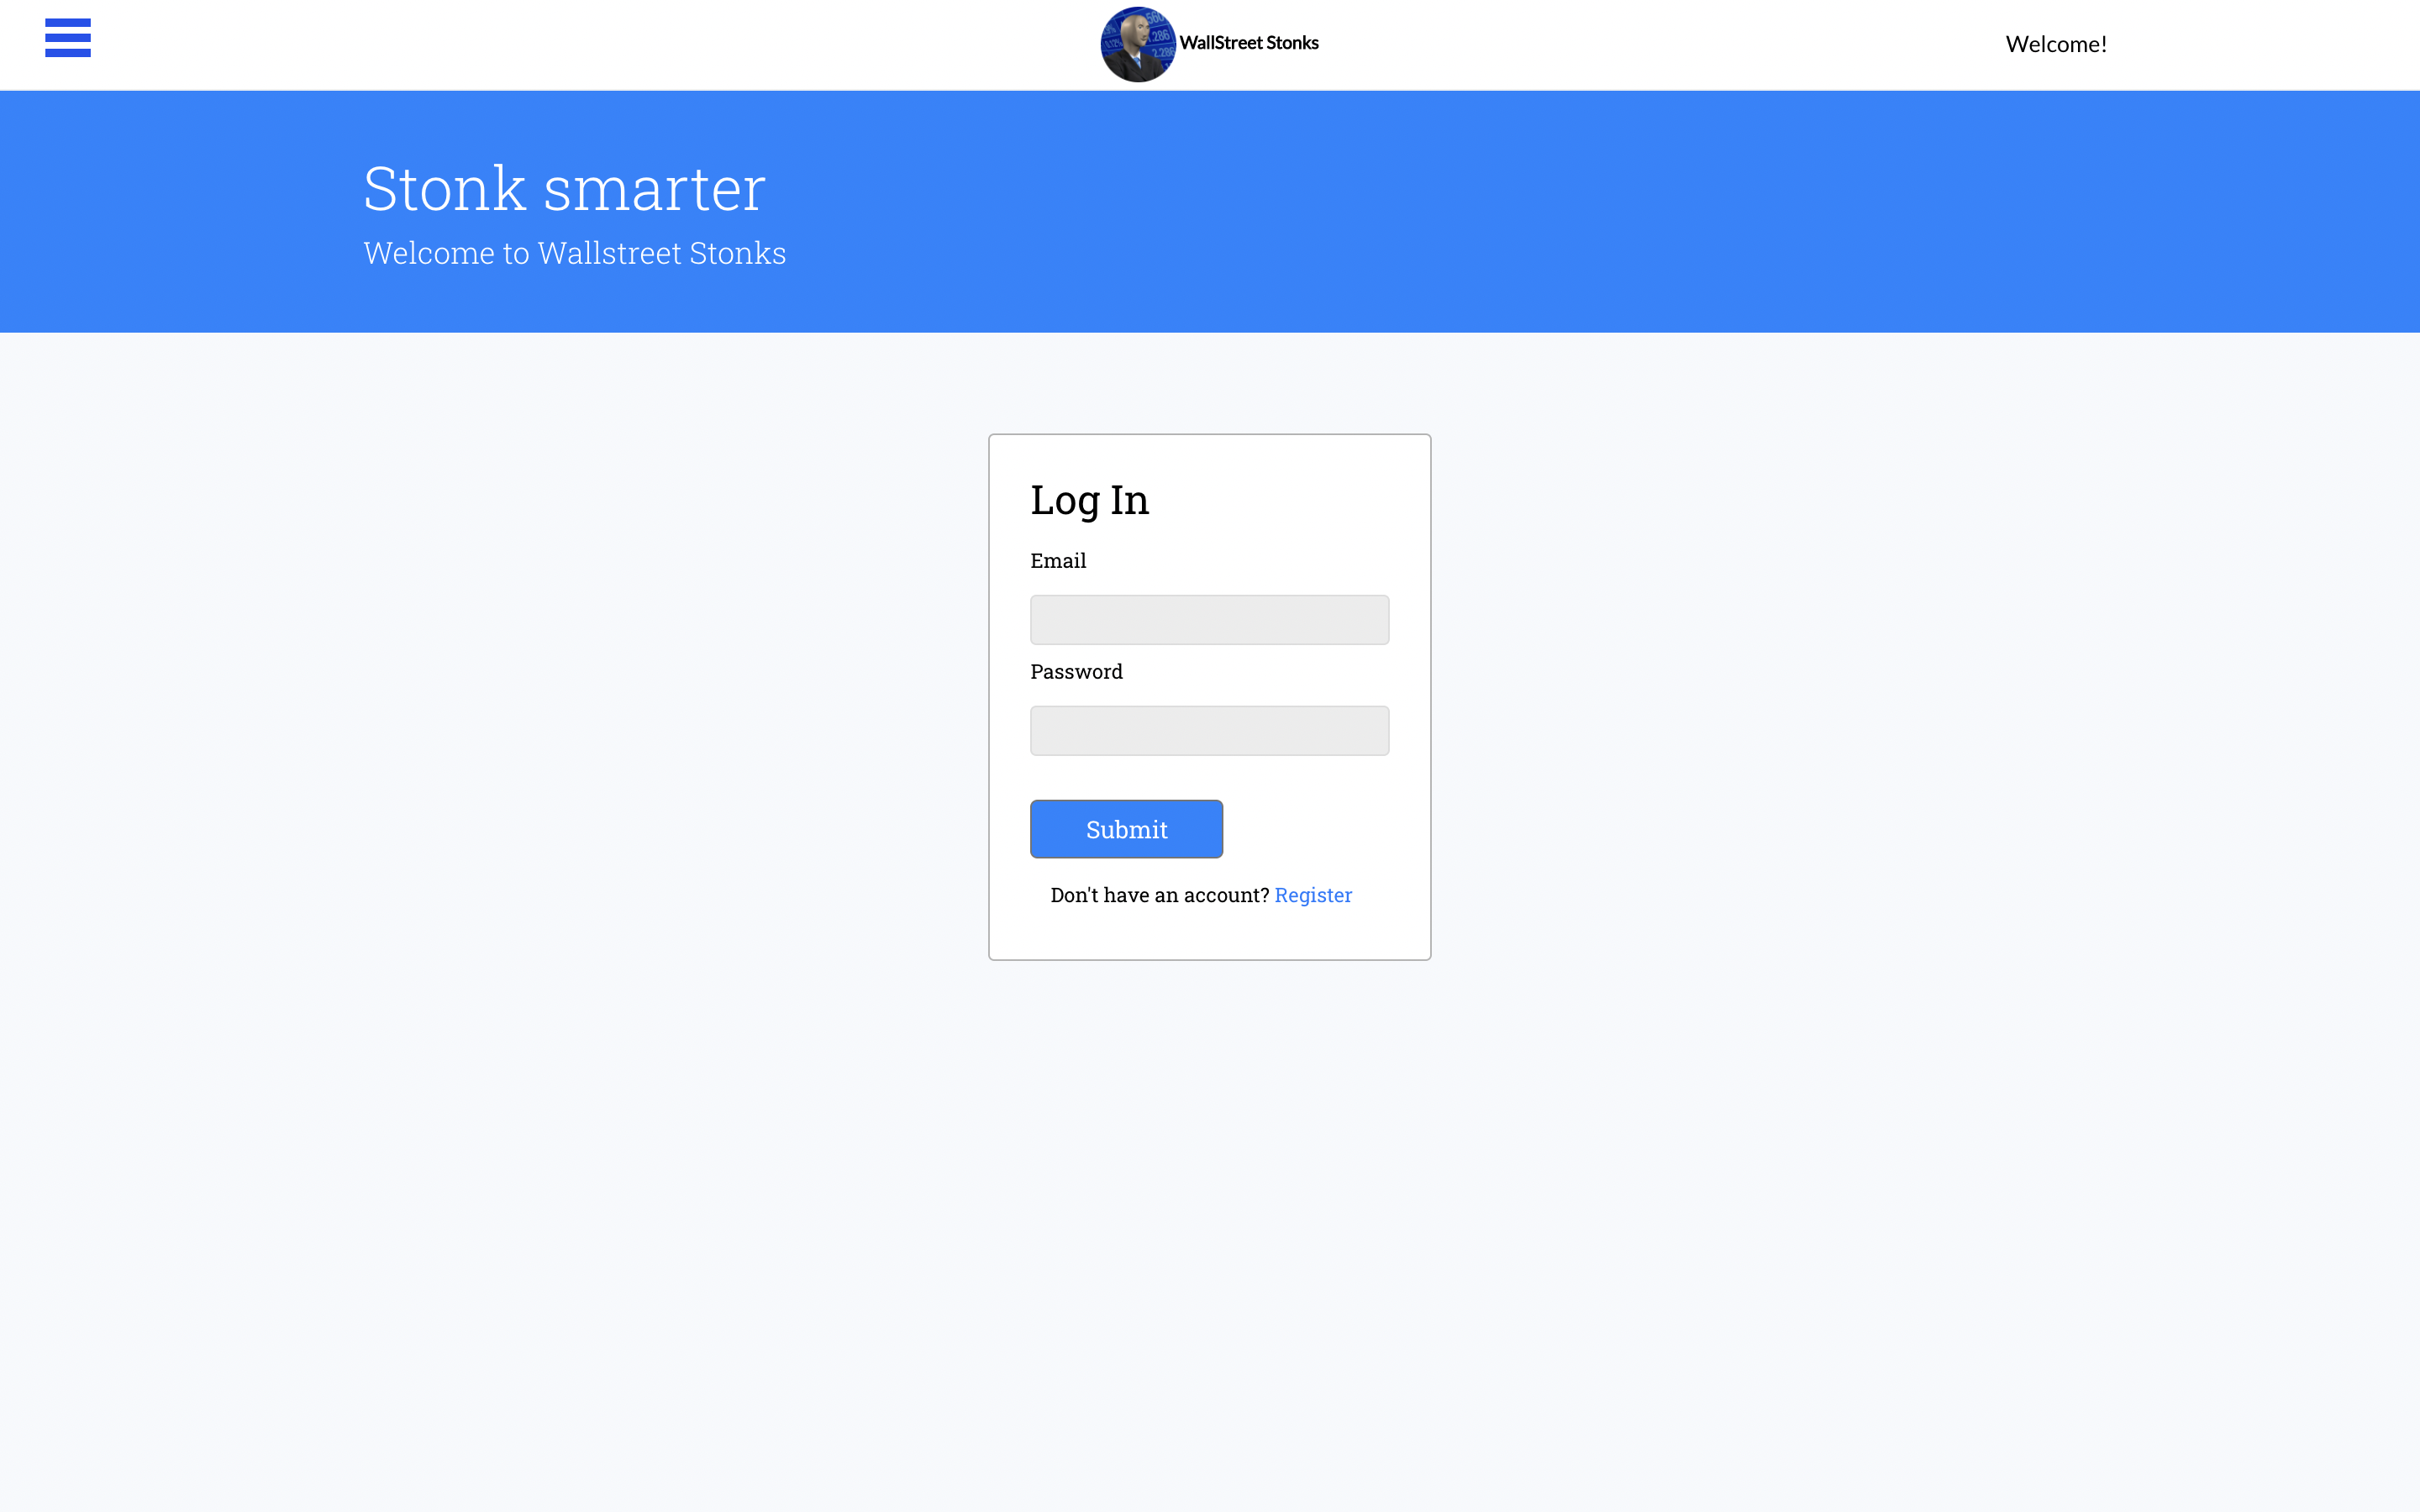 WallStreet Stonks
Welcome!
Stonk smarter
Welcome to Wallstreet Stonks
Log In
Email
Password
Submit
Don't have an account? Register